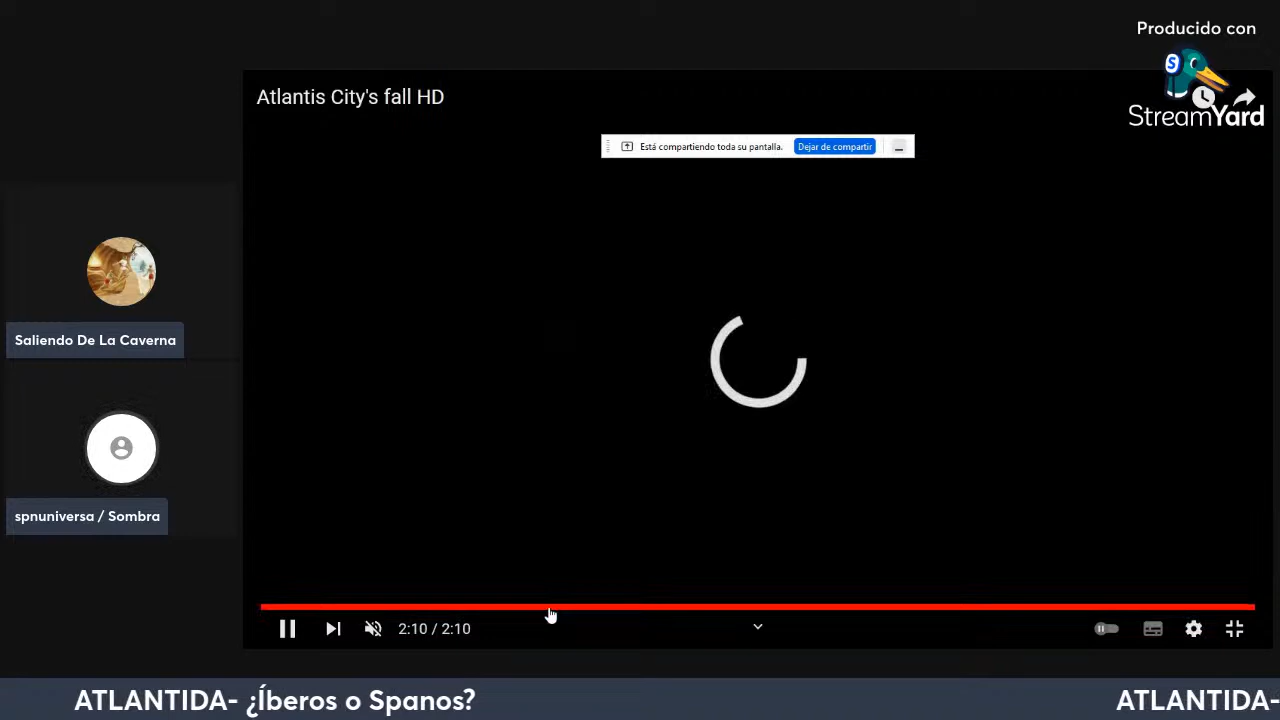 Producido con
StreamYard
Atlantis City's fall HD
Está compartiendo toda su pantalla. Dejar de compartir
Saliendo De La Caverna
spnuniversa / Sombra
2:10 / 2:10
ATLANTIDA- ¿Íberos o Spanos? ATLANTIDA-